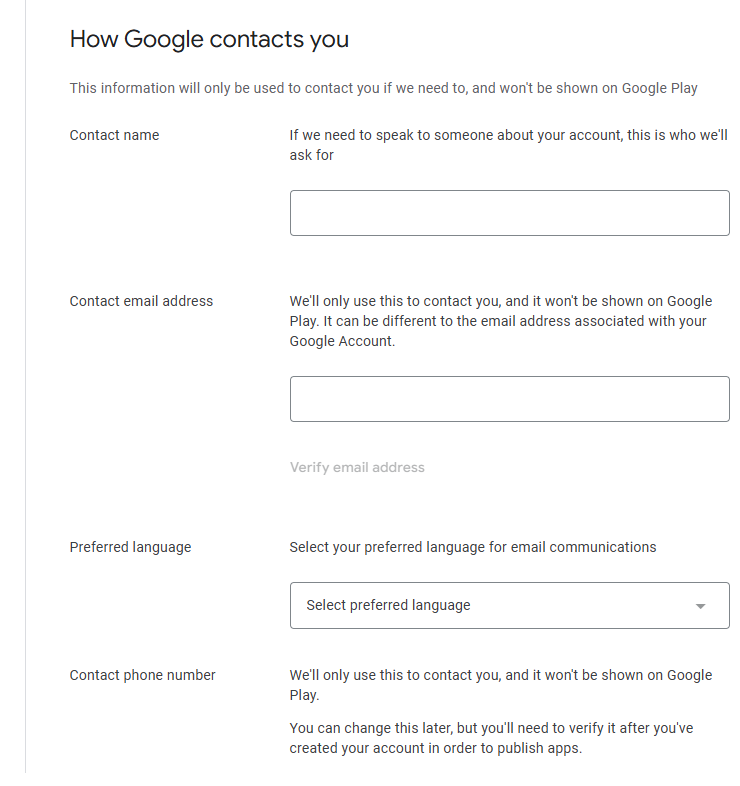 How Google contacts you
This information will only be used to contact you if we need to, and won't be shown on Google Play
Contact name
If we need to speak to someone about your account, this is who we'll
ask for
Contact email address
We'll only use this to contact you, and it won't be shown on Google
Play. It can be different to the email address associated with your
Google Account.
Verify email address
Preferred language
Select your preferred language for email communications
Select preferred language
Contact phone number
We'll only use this to contact you, and it won't be shown on Google
Play.
You can change this later, but you'll need to verify it after you've
created your account in order to publish apps.